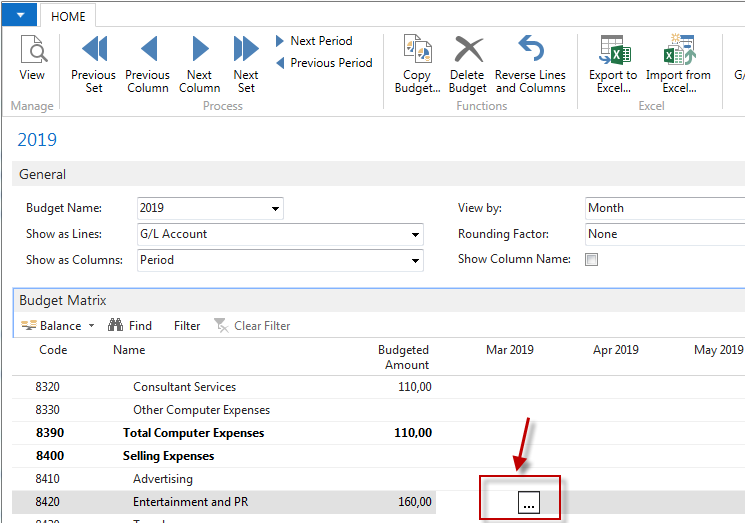 HOME
Next Period
Previous Period
View
Previous Set
Previous Column
Next Column
Next Set
Copy Budget...
Delete Budget
Reverse Lines and Columns
Export to Excel...
Import from Excel...
G/
Manage
Process
Functions
Excel
2019
General
Budget Name: 2019 View by: Month
Show as Lines: G/L Account Rounding Factor: None
Show as Columns: Period Show Column Name:
Budget Matrix
Balance Find Filter Clear Filter
Code Name Budgeted Amount Mar 2019 Apr 2019 May 2019
8320 Consultant Services 110,00
8330 Other Computer Expenses
8390 Total Computer Expenses 110,00
8400 Selling Expenses
8410 Advertising
8420 Entertainment and PR 160,00 ...